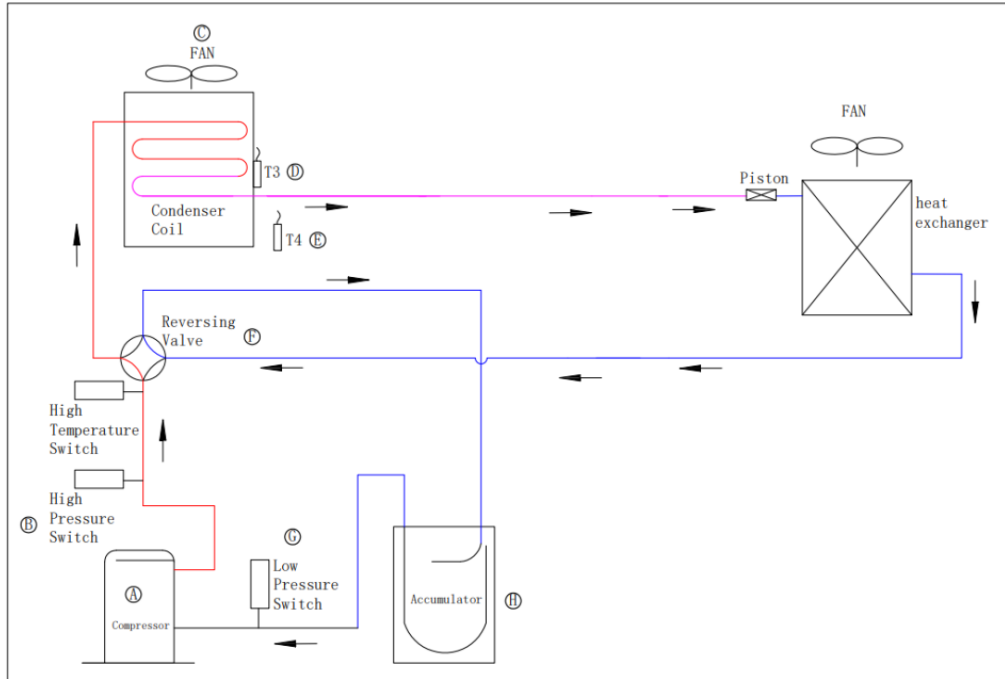 Ⓒ
FAN
FAN
T3 Ⓓ
Piston
Condenser
Coil
heat
exchanger
T4 Ⓔ
Reversing
Valve
Ⓕ
High
Temperature
Switch
Ⓑ
High
Pressure
Switch
Ⓖ
Low
Pressure
Switch
Ⓐ
Compressor
Accumulator
Ⓗ